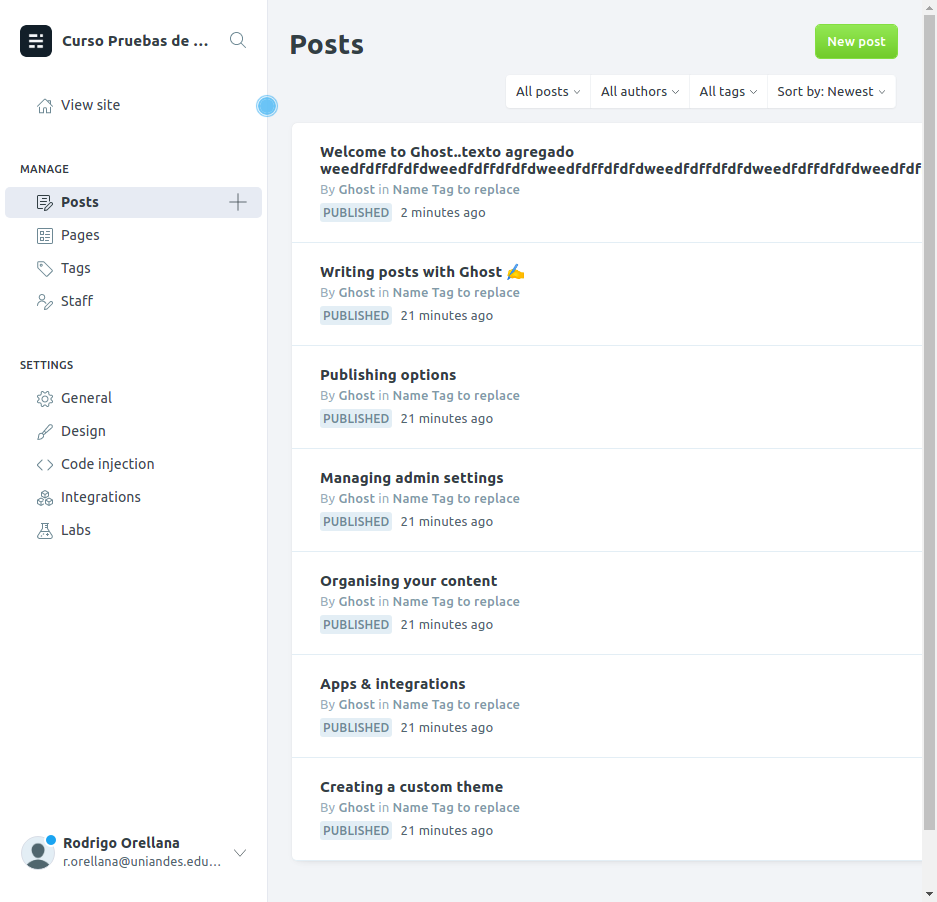 Curso Pruebas de ...
View site
MANAGE
Posts
Pages
Tags
Staff
SETTINGS
General
Design
Code injection
Integrations
Labs
Rodrigo Orellana
r.orellana@uniandes.edu...
Posts
New post
All posts
All authors
All tags
Sort by: Newest
Welcome to Ghost..texto agregado
weedfdffdfdfdweedfdffdfdfdweedfdffdfdfdweedfdffdfdfdweedfdffdfdfdweedfdf
By Ghost in Name Tag to replace
PUBLISHED 2 minutes ago
Writing posts with Ghost ✍️
By Ghost in Name Tag to replace
PUBLISHED 21 minutes ago
Publishing options
By Ghost in Name Tag to replace
PUBLISHED 21 minutes ago
Managing admin settings
By Ghost in Name Tag to replace
PUBLISHED 21 minutes ago
Organising your content
By Ghost in Name Tag to replace
PUBLISHED 21 minutes ago
Apps & integrations
By Ghost in Name Tag to replace
PUBLISHED 21 minutes ago
Creating a custom theme
By Ghost in Name Tag to replace
PUBLISHED 21 minutes ago